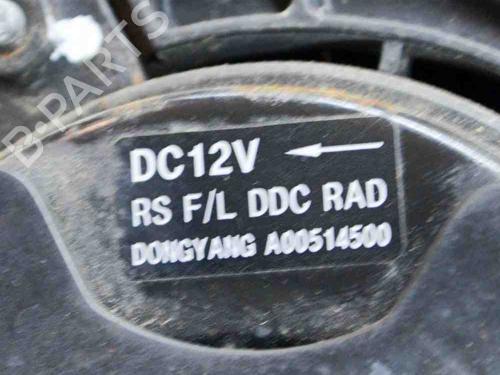 B-PARTS
DC12V ←
RS F/L DDC RAD
DONGYANG A00514500